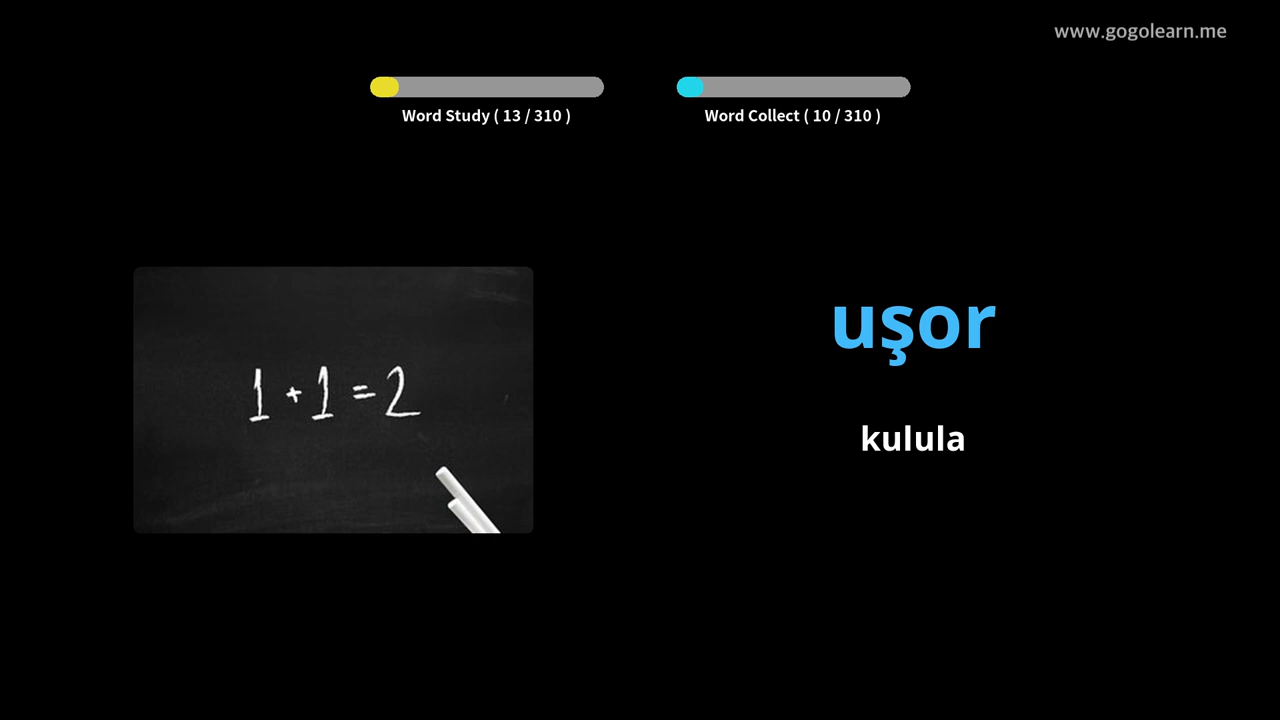 www.gogolearn.me
Word Study ( 13 / 310 )
Word Collect ( 10 / 310 )
1 + 1 = 2
uşor
kulula